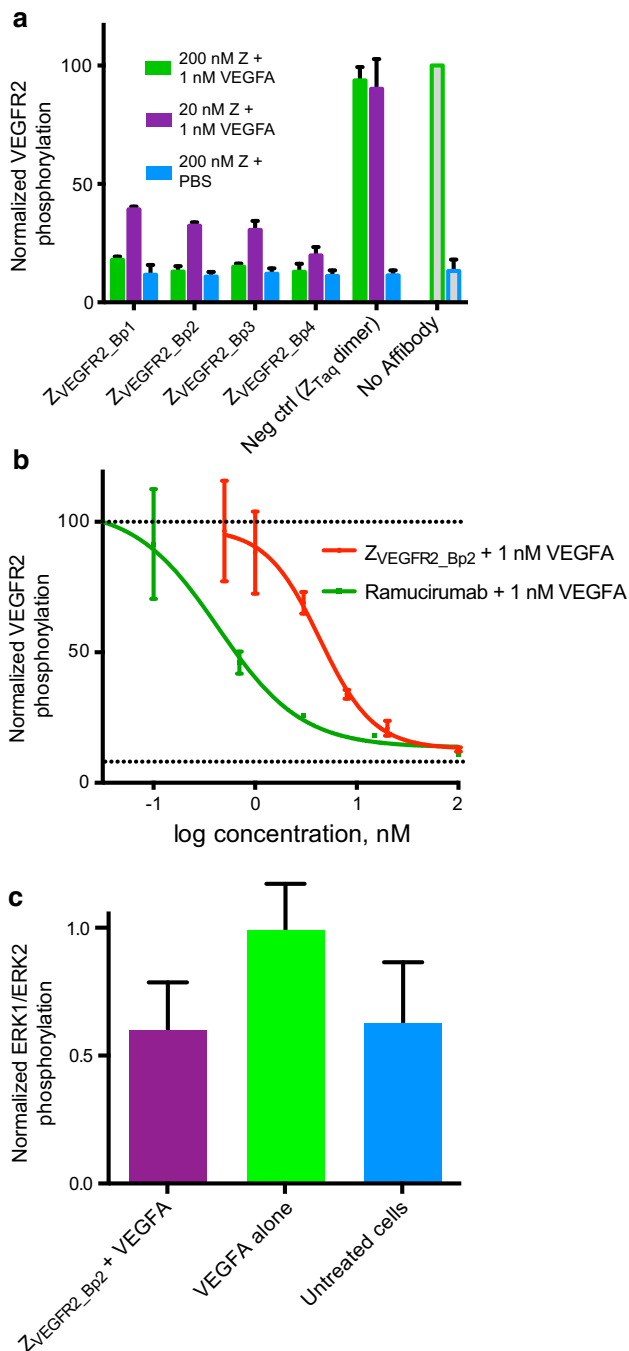 a
Normalized VEGFR2
phosphorylation
100
50
0
200 nM Z +
1 nM VEGFA
20 nM Z +
1 nM VEGFA
200 nM Z +
PBS
ZVEGFR2_Bp1
ZVEGFR2_Bp2
ZVEGFR2_Bp3
ZVEGFR2_Bp4
Neg ctrl (ZTaq dimer)
No Affibody
b
Normalized VEGFR2
phosphorylation
100
50
0
ZVEGFR2_Bp2 + 1 nM VEGFA
Ramucirumab + 1 nM VEGFA
-1
0
1
2
log concentration, nM
c
Normalized ERK1/ERK2
phosphorylation
1.0
0.5
0.0
ZVEGFR2_Bp2 + VEGFA
VEGFA alone
Untreated cells